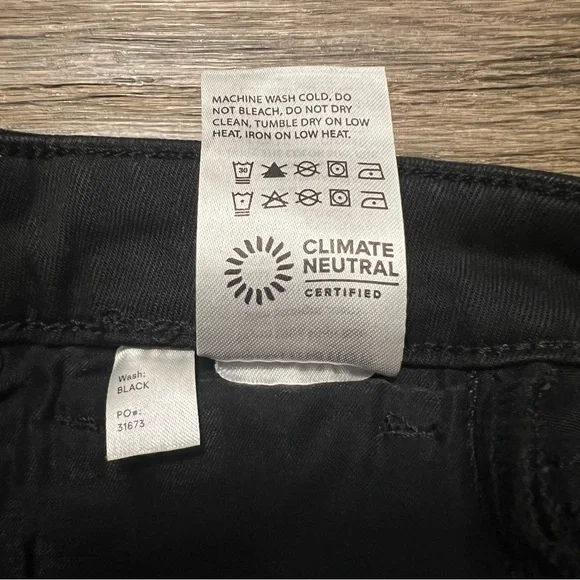 MACHINE WASH COLD, DO
NOT BLEACH, DO NOT DRY
CLEAN, TUMBLE DRY ON LOW
HEAT, IRON ON LOW HEAT.
30
CLIMATE
NEUTRAL
CERTIFIED
Wash:
BLACK
PO#:
31673